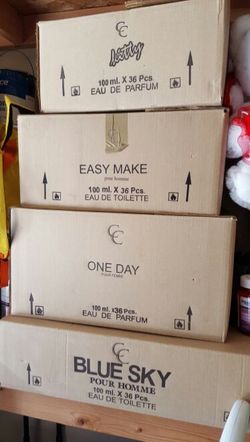 CC
100 ml. X 36 Pcs.
EAU DE PARFUM
EASY MAKE
pour homme
100 ml. X 36 Pcs.
EAU DE TOILETTE
CC
ONE DAY
POUR FEMME
100 ml. x36 Pcs.
EAU DE PARFUM
CC
BLUE SKY
POUR HOMME
100 ml. X 36 Pcs.
EAU DE TOILETTE